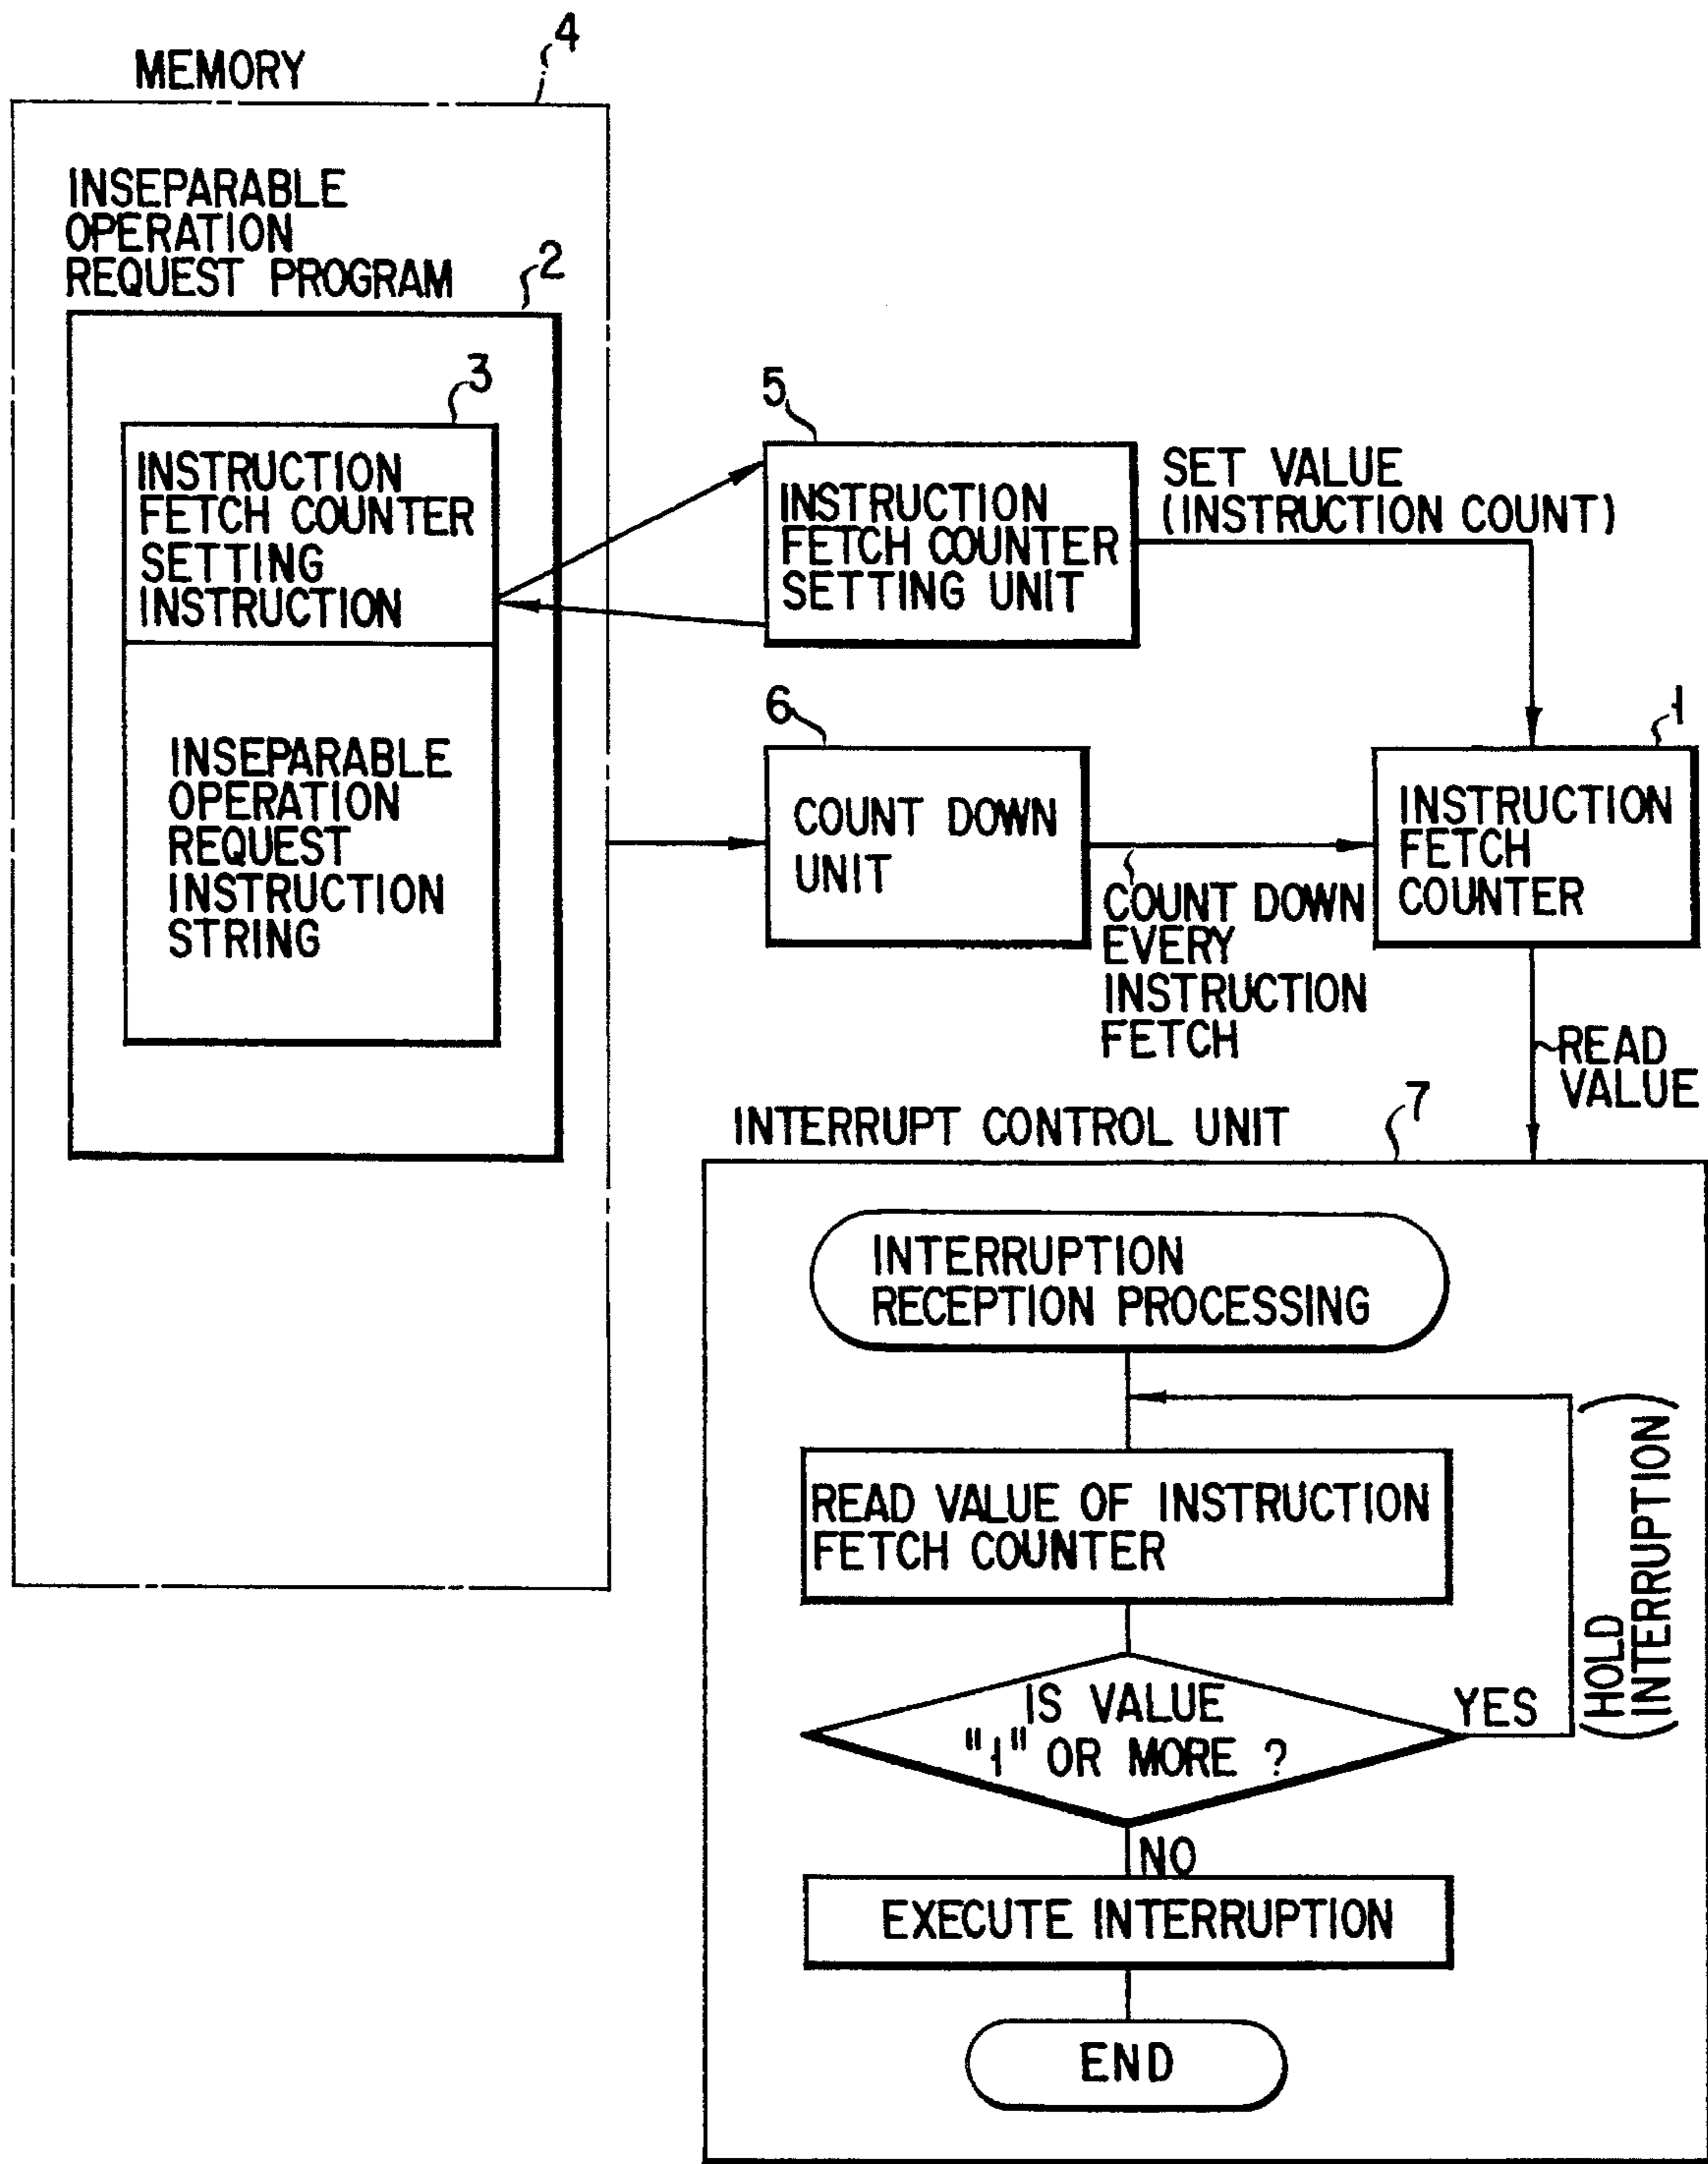 4
MEMORY
INSEPARABLE
OPERATION
REQUEST PROGRAM
2
3
INSTRUCTION
FETCH COUNTER
SETTING
INSTRUCTION
INSEPARABLE
OPERATION
REQUEST
INSTRUCTION
STRING
5
INSTRUCTION
FETCH COUNTER
SETTING UNIT
SET VALUE
(INSTRUCTION COUNT)
6
COUNT DOWN
UNIT
COUNT DOWN
EVERY
INSTRUCTION
FETCH
1
INSTRUCTION
FETCH
COUNTER
READ
VALUE
INTERRUPT CONTROL UNIT
7
INTERRUPTION
RECEPTION PROCESSING
READ VALUE OF INSTRUCTION
FETCH COUNTER
IS VALUE
"1" OR MORE ?
YES
(HOLD
INTERRUPTION)
NO
EXECUTE INTERRUPTION
END